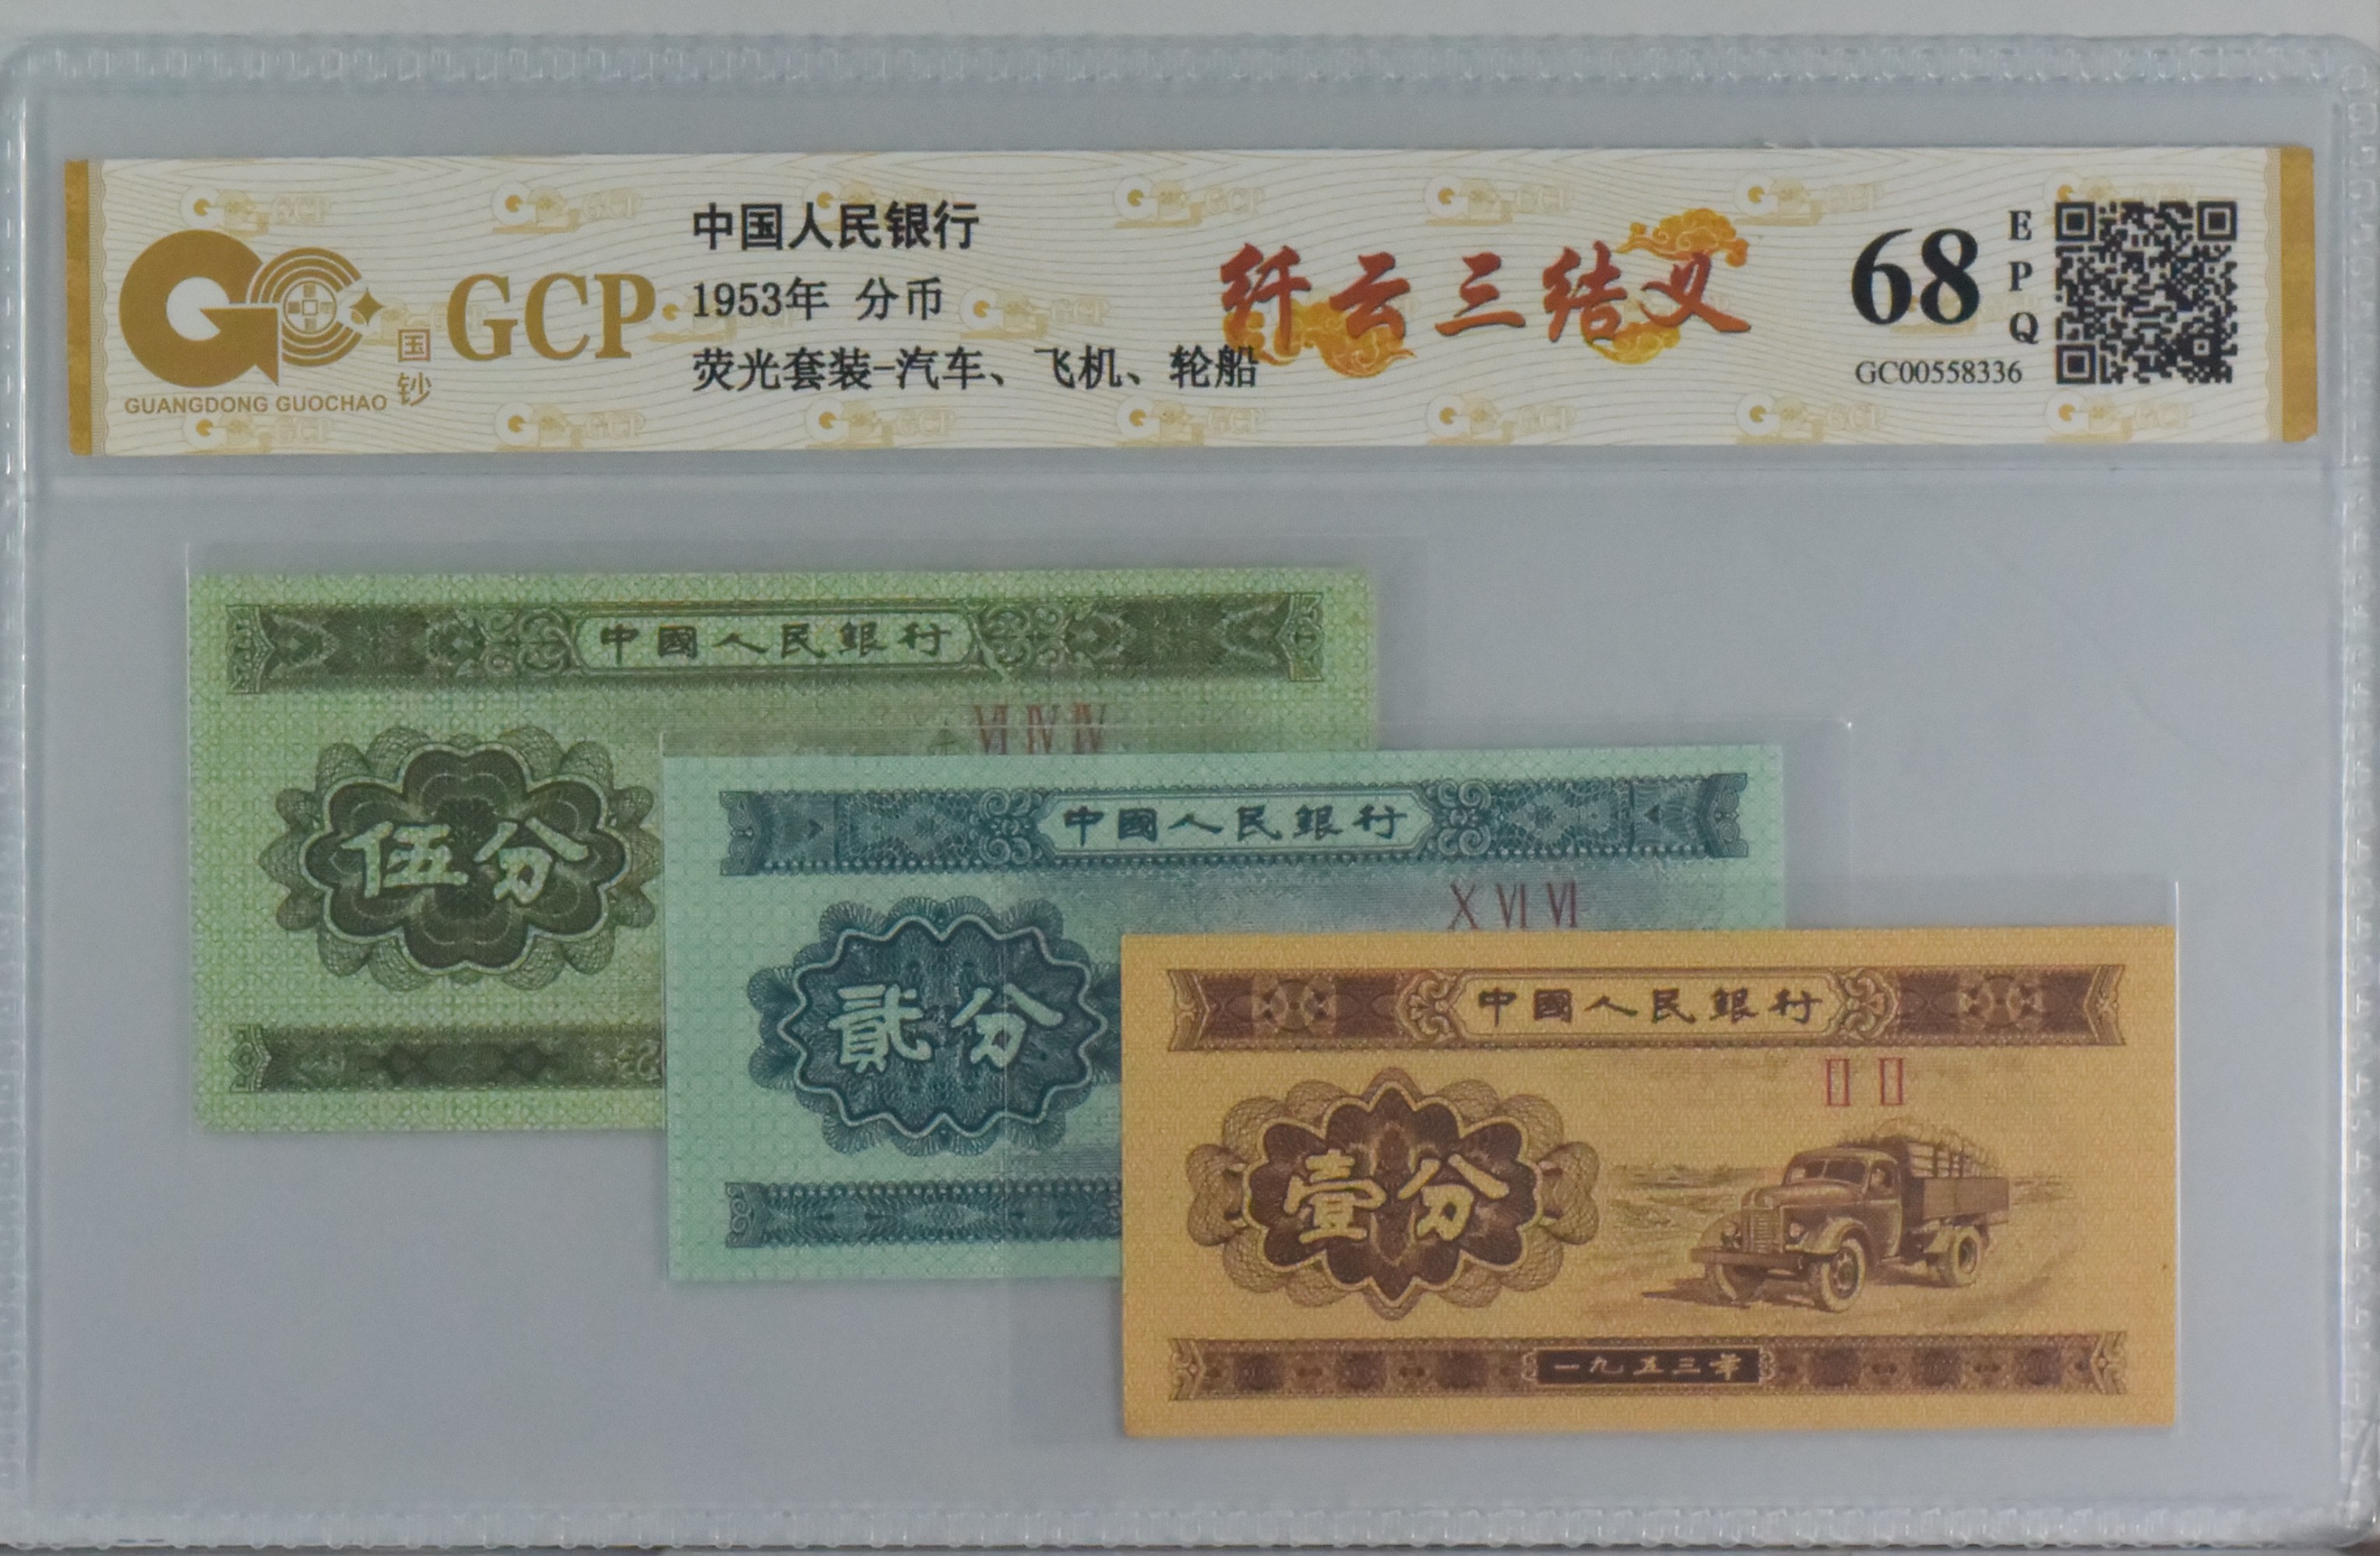 中国人民银行
1953年 分币
荧光套装-汽车、飞机、轮船
GCP
国钞
GUANGDONG GUOCHAO
纤云三结义
68
EPQ
GC00558336
中國人民銀行
VI IV IV
伍分
中國人民銀行
X VI VI
貳分
中國人民銀行
II II
壹分
一九五三年